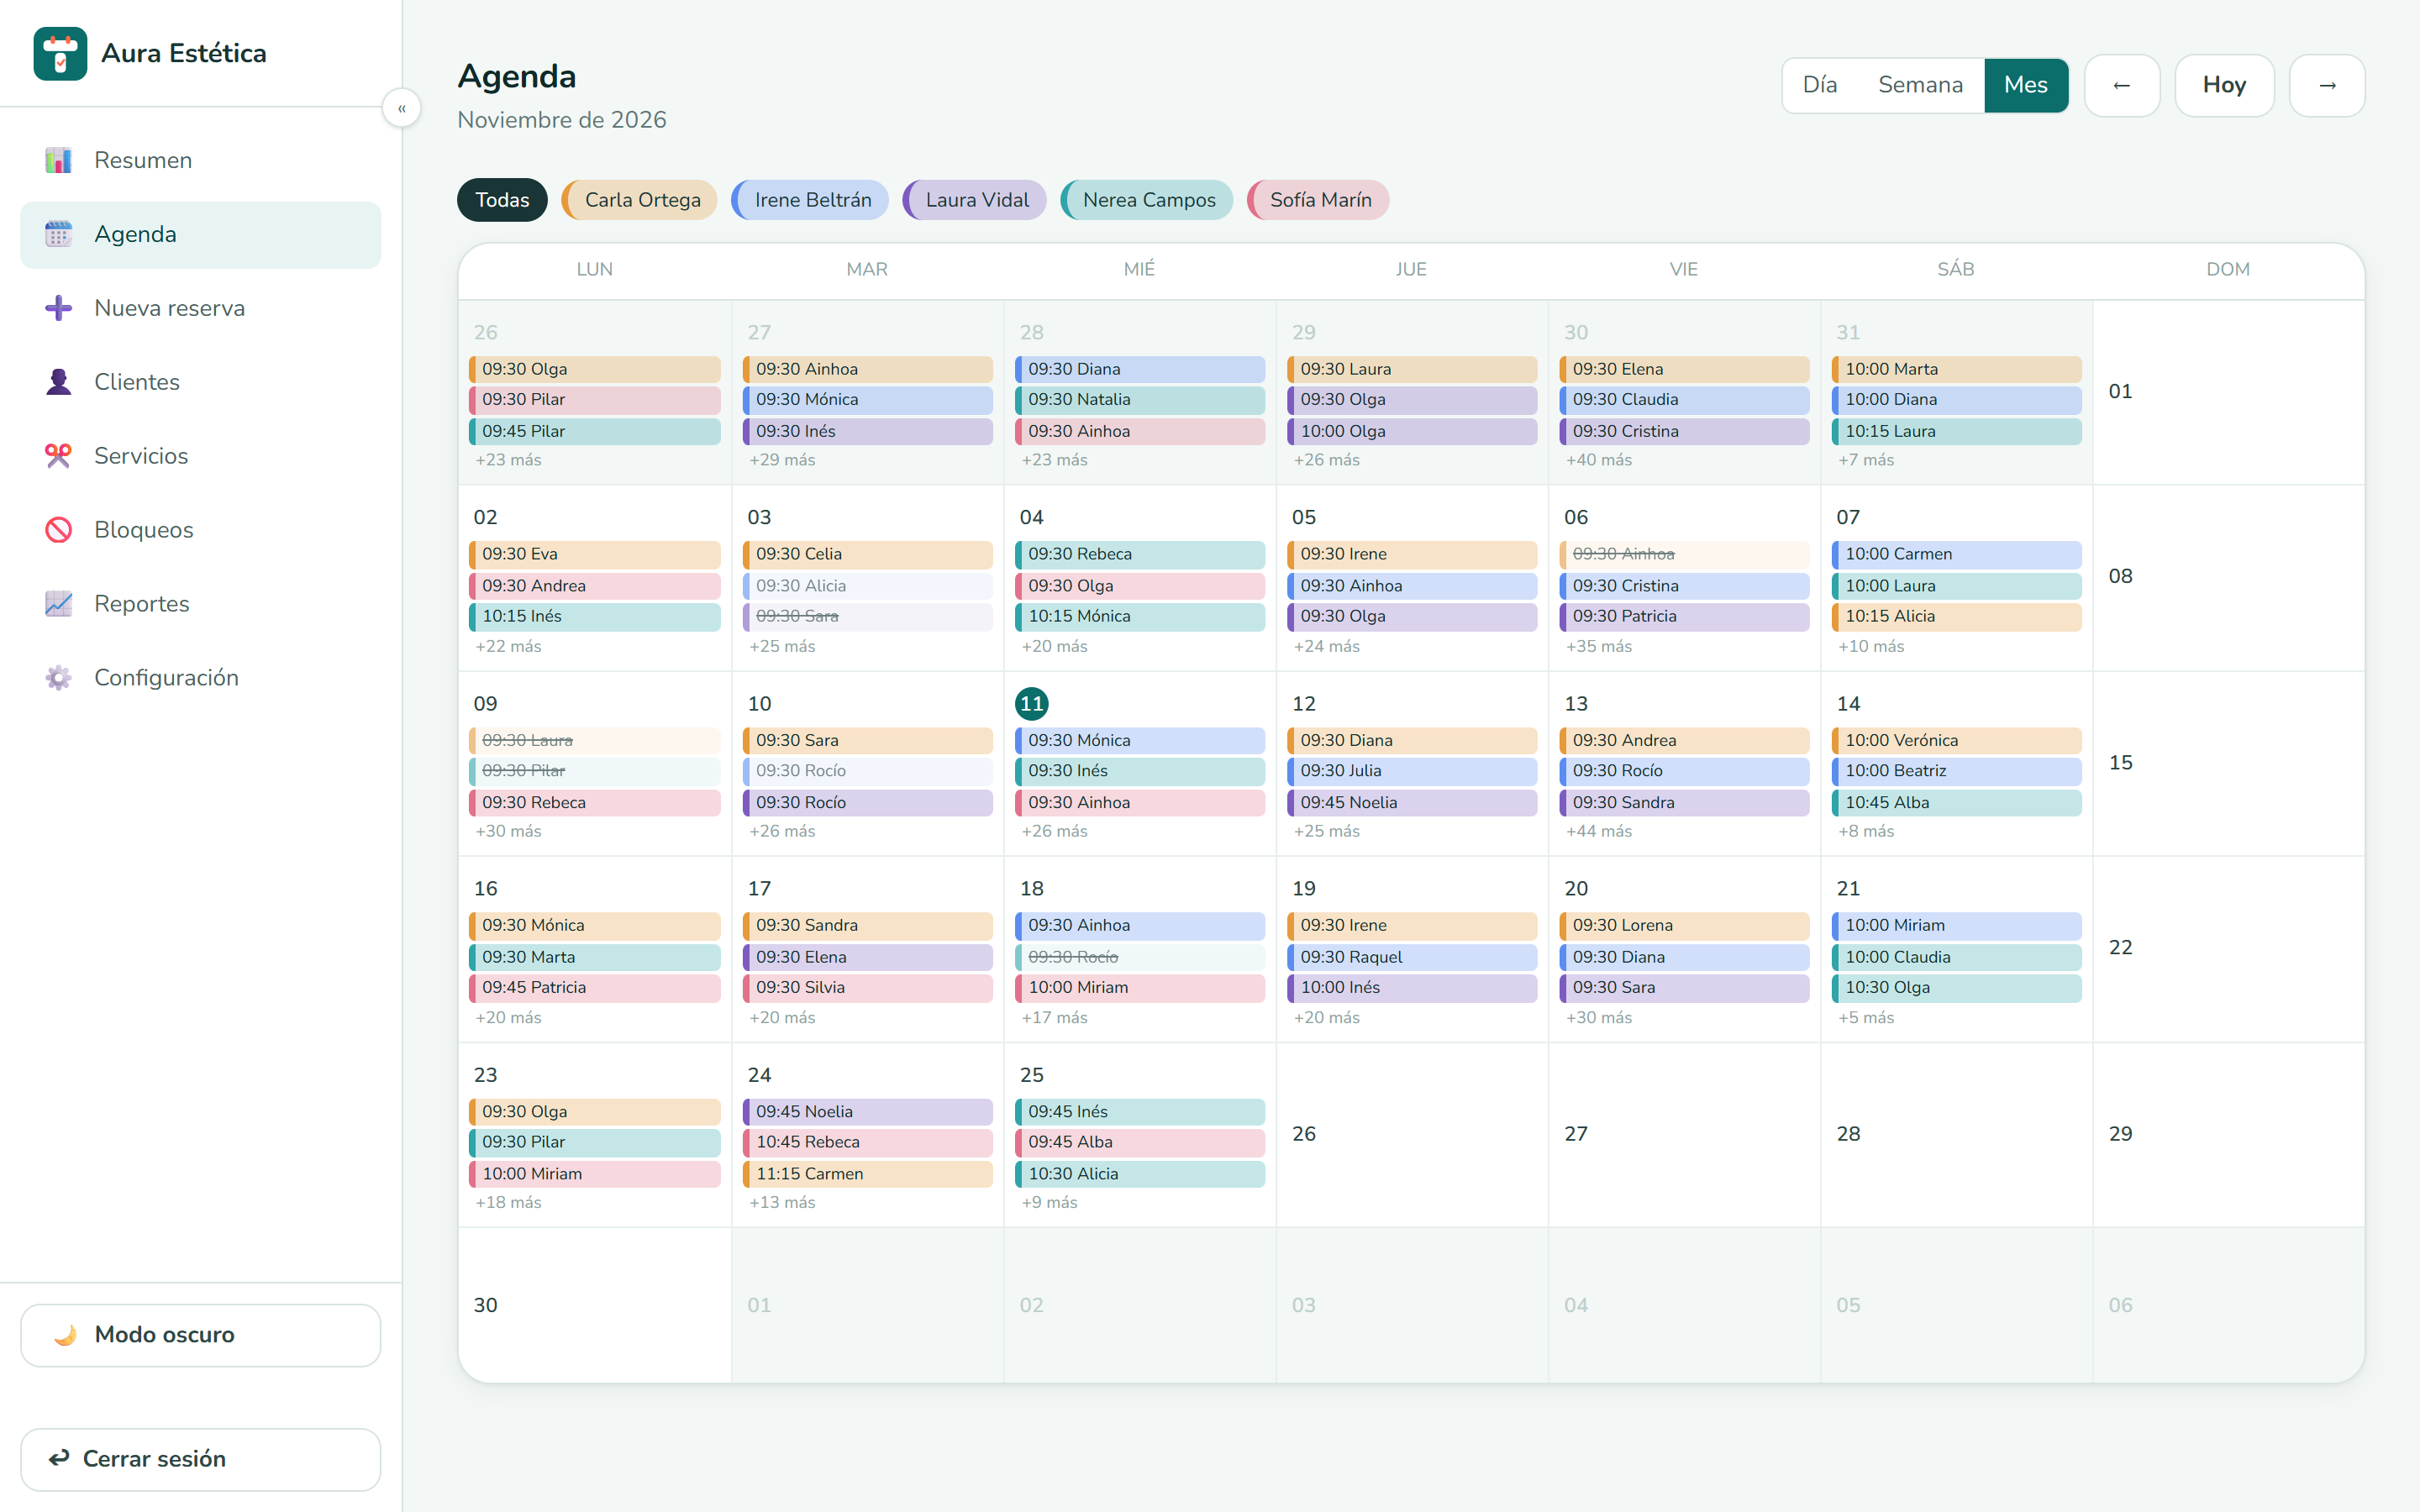 Aura Estética
«
Resumen
Agenda
Nueva reserva
Clientes
Servicios
Bloqueos
Reportes
Configuración
Modo oscuro
Cerrar sesión
Agenda
Noviembre de 2026
Día Semana Mes ← Hoy →
Todas Carla Ortega Irene Beltrán Laura Vidal Nerea Campos Sofía Marín
LUN MAR MIÉ JUE VIE SÁB DOM
26 27 28 29 30 31 01
09:30 Olga 09:30 Ainhoa 09:30 Diana 09:30 Laura 09:30 Elena 10:00 Marta
09:30 Pilar 09:30 Mónica 09:30 Natalia 09:30 Olga 09:30 Claudia 10:00 Diana
09:45 Pilar 09:30 Inés 09:30 Ainhoa 10:00 Olga 09:30 Cristina 10:15 Laura
+23 más +29 más +23 más +26 más +40 más +7 más
02 03 04 05 06 07 08
09:30 Eva 09:30 Celia 09:30 Rebeca 09:30 Irene 09:30 Ainhoa 10:00 Carmen
09:30 Andrea 09:30 Alicia 09:30 Olga 09:30 Ainhoa 09:30 Cristina 10:00 Laura
10:15 Inés 09:30 Sara 10:15 Mónica 09:30 Olga 09:30 Patricia 10:15 Alicia
+22 más +25 más +20 más +24 más +35 más +10 más
09 10 11 12 13 14 15
09:30 Laura 09:30 Sara 09:30 Mónica 09:30 Diana 09:30 Andrea 10:00 Verónica
09:30 Pilar 09:30 Rocío 09:30 Inés 09:30 Julia 09:30 Rocío 10:00 Beatriz
09:30 Rebeca 09:30 Rocío 09:30 Ainhoa 09:45 Noelia 09:30 Sandra 10:45 Alba
+30 más +26 más +26 más +25 más +44 más +8 más
16 17 18 19 20 21 22
09:30 Mónica 09:30 Sandra 09:30 Ainhoa 09:30 Irene 09:30 Lorena 10:00 Miriam
09:30 Marta 09:30 Elena 09:30 Rocío 09:30 Raquel 09:30 Diana 10:00 Claudia
09:45 Patricia 09:30 Silvia 10:00 Miriam 10:00 Inés 09:30 Sara 10:30 Olga
+20 más +20 más +17 más +20 más +30 más +5 más
23 24 25 26 27 28 29
09:30 Olga 09:45 Noelia 09:45 Inés
09:30 Pilar 10:45 Rebeca 09:45 Alba
10:00 Miriam 11:15 Carmen 10:30 Alicia
+18 más +13 más +9 más
30 01 02 03 04 05 06